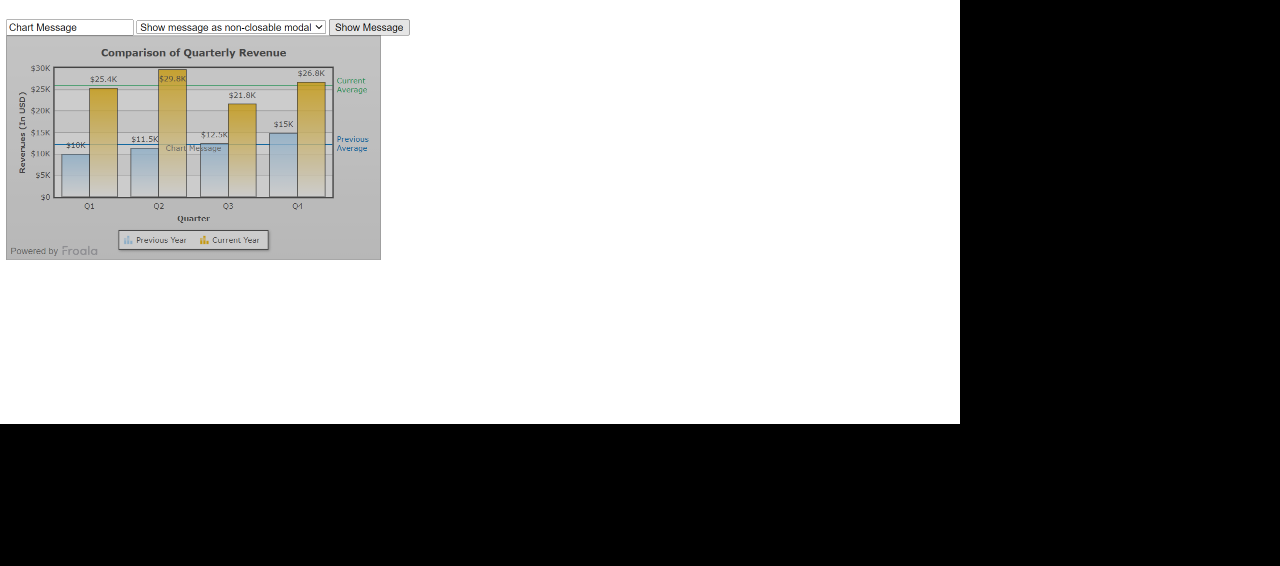 Chart Message Show message as non-closable modal Show Message
Comparison of Quarterly Revenue
$30K
$25K
$20K
$15K
$10K
$5K
$0
Revenues (In USD)
$10K
$25.4K
$11.5K
$29.8K
$12.5K
$21.8K
$15K
$26.8K
Current
Average
Previous
Average
Chart Message
Q1 Q2 Q3 Q4
Quarter
Previous Year Current Year
Powered by Froala